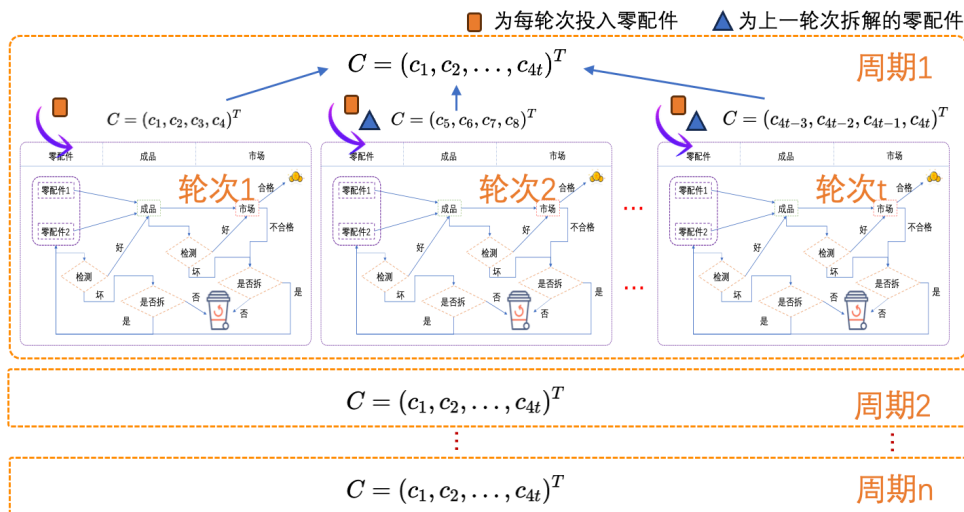 为每轮次投入零配件 为上一轮次拆解的零配件
C = (c₁, c₂, . . . , c₄ₜ)ᵀ 周期1
C = (c₁, c₂, c₃, c₄)ᵀ C = (c₅, c₆, c₇, c₈)ᵀ C = (c₄ₜ₋₃, c₄ₜ₋₂, c₄ₜ₋₁, c₄ₜ)ᵀ
零配件 成品 市场
轮次1
零配件1
零配件2
成品
市场
合格
不合格
检测
好
坏
检测
坏
好
是否拆
是否拆
否
否
是
是
零配件 成品 市场
轮次2
零配件1
零配件2
成品
市场
合格
不合格
检测
好
坏
检测
坏
好
是否拆
是否拆
否
否
是
是
...
...
零配件 成品 市场
轮次t
零配件1
零配件2
成品
市场
合格
不合格
检测
好
坏
检测
坏
好
是否拆
是否拆
否
否
是
是
C = (c₁, c₂, . . . , c₄ₜ)ᵀ 周期2
C = (c₁, c₂, . . . , c₄ₜ)ᵀ 周期n